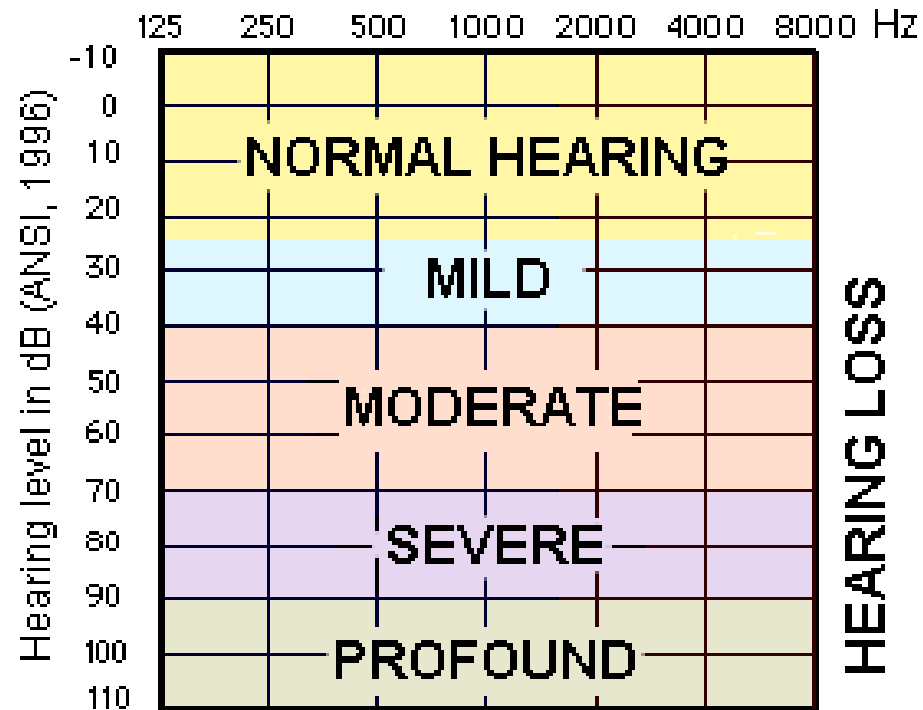 125 250 500 1000 2000 4000 8000 Hz
-10
0
10
20
30
40
50
60
70
80
90
100
110
Hearing level in dB (ANSI, 1996)
NORMAL HEARING
MILD
MODERATE
SEVERE
PROFOUND
HEARING LOSS